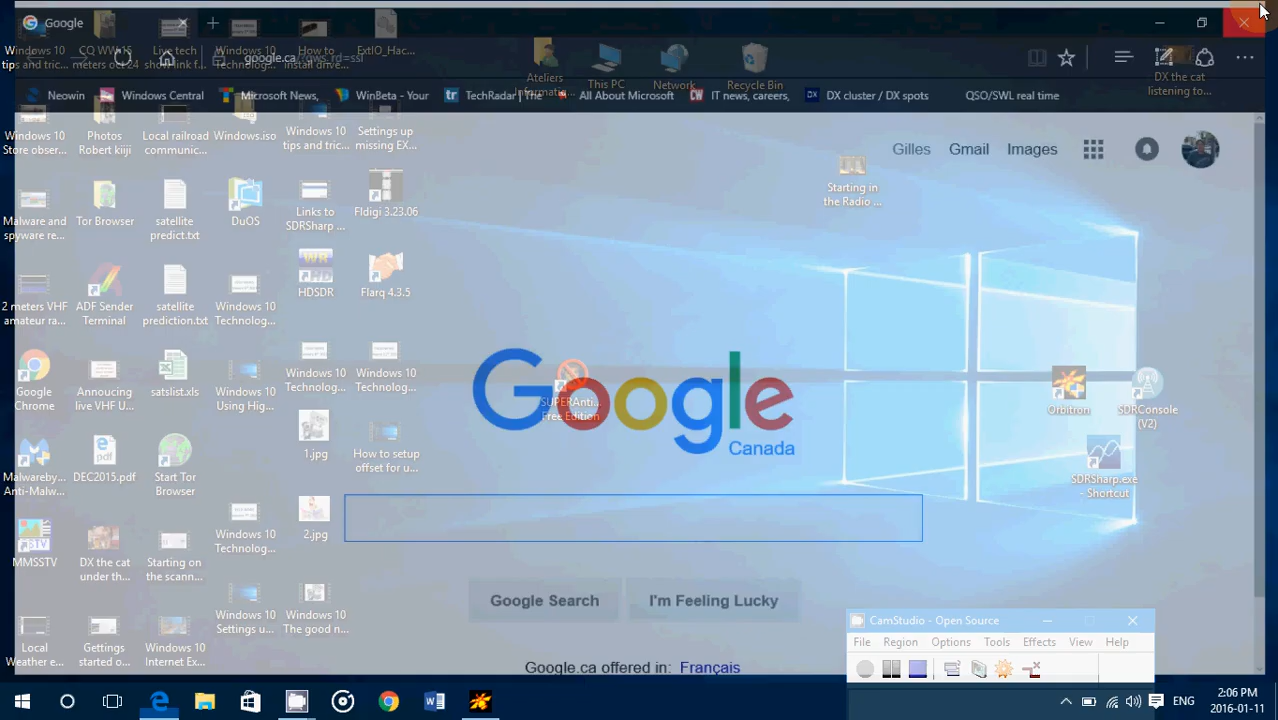 Google
google.ca/?gws_rd=ssl
Neowin
Windows Central
Microsoft News,
WinBeta - Your
TechRadar | The
All About Microsoft
IT news, careers,
DX cluster / DX spots
QSO/SWL real time
Windows 10
tips and tric...
CQ WW 15
meters oct 24
Live tech
show link f...
Windows 10
Technolog...
How to
install drive...
ExtIO_Hac...
Ateliers
Informati...
This PC
Network
Recycle Bin
DX the cat
listening to...
Windows 10
Store obser...
Photos
Robert kiiji
Local railroad
communic...
Windows.iso
Windows 10
tips and tric...
Settings up
missing EX...
Gilles
Gmail
Images
Starting in
the Radio ...
Malware and
spyware re...
Tor Browser
satellite
predict.txt
DuOS
Links to
SDRSharp ...
Fldigi 3.23.06
2 meters VHF
amateur ra...
ADF Sender
Terminal
satellite
prediction.txt
Windows 10
Technolog...
HDSDR
Flarq 4.3.5
Google
Chrome
Annoucing
live VHF U...
satslist.xls
Windows 10
Using Hig...
Windows 10
Technolog...
Windows 10
Technolog...
SUPERAnti...
Free Edition
Google
Canada
Orbitron
SDRConsole
(V2)
Malwareby...
Anti-Malw...
DEC2015.pdf
Start Tor
Browser
1.jpg
How to setup
offset for u...
SDRSharp.exe
- Shortcut
MMSSTV
DX the cat
under th...
Starting on
the scann...
Windows 10
Technolog...
2.jpg
Local
Weather e...
Gettings
started o...
Windows 10
Internet Ex...
Windows 10
Settings u...
Windows 10
The good n...
Google Search
I'm Feeling Lucky
Google.ca offered in: Français
CamStudio - Open Source
File
Region
Options
Tools
Effects
View
Help
ENG
2:06 PM
2016-01-11